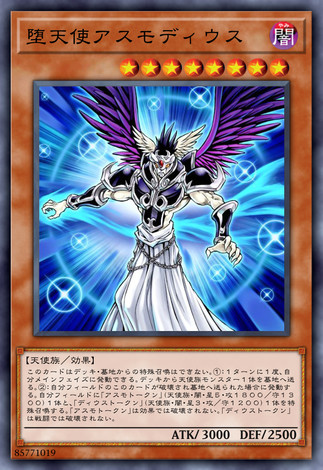 堕天使アスモディウス
闇
やみ
【天使族／効果】
このカードはデッキ・墓地からの特殊召喚はできない。①：１ターンに１度、自
分メインフェイズに発動できる。デッキから天使族モンスター１体を墓地へ送
る。②：自分フィールドのこのカードが破壊され墓地へ送られた場合に発動す
る。自分フィールドに「アスモトークン」（天使族・闇・星５・攻１８００／守１３
００）１体と、「ディウストークン」（天使族・闇・星３・攻／守１２００）１体を特
殊召喚する。「アスモトークン」は効果では破壊されない。「ディウストークン」
は戦闘では破壊されない。
ATK/ 3000 DEF/2500
85771019